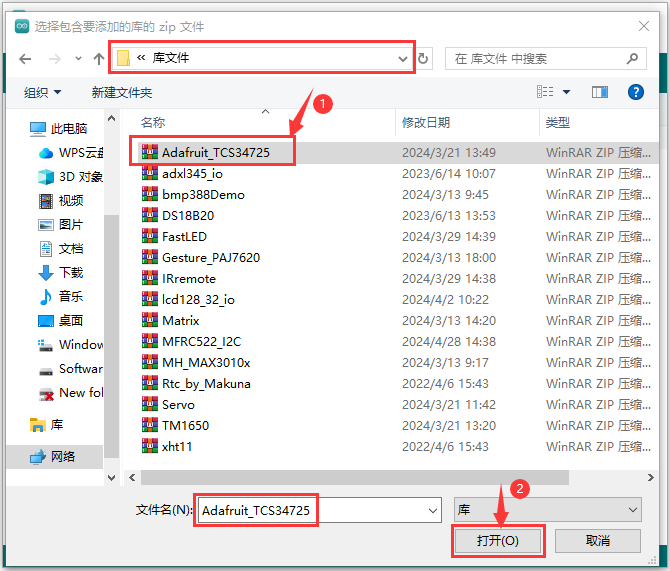 选择包含要添加的库的 zip 文件
« 库文件
在 库文件 中搜索
组织 新建文件夹
1
名称 修改日期 类型
此电脑
WPS云盘
3D 对象
视频
图片
文档
下载
音乐
桌面
Window
Software
New fol
库
网络
Adafruit_TCS34725 2024/3/21 13:49 WinRAR ZIP 压缩...
adxl345_io 2023/6/14 10:07 WinRAR ZIP 压缩...
bmp388Demo 2024/3/13 9:45 WinRAR ZIP 压缩...
DS18B20 2023/6/13 13:53 WinRAR ZIP 压缩...
FastLED 2024/3/29 14:39 WinRAR ZIP 压缩...
Gesture_PAJ7620 2024/3/13 18:00 WinRAR ZIP 压缩...
IRremote 2024/3/29 14:38 WinRAR ZIP 压缩...
lcd128_32_io 2024/4/2 10:22 WinRAR ZIP 压缩...
Matrix 2024/3/13 14:20 WinRAR ZIP 压缩...
MFRC522_I2C 2024/4/28 14:38 WinRAR ZIP 压缩...
MH_MAX3010x 2024/3/13 9:17 WinRAR ZIP 压缩...
Rtc_by_Makuna 2022/4/6 15:43 WinRAR ZIP 压缩...
Servo 2024/3/21 11:42 WinRAR ZIP 压缩...
TM1650 2024/3/21 13:20 WinRAR ZIP 压缩...
xht11 2022/4/6 15:43 WinRAR ZIP 压缩...
2
文件名(N): Adafruit_TCS34725 库
打开(O) 取消